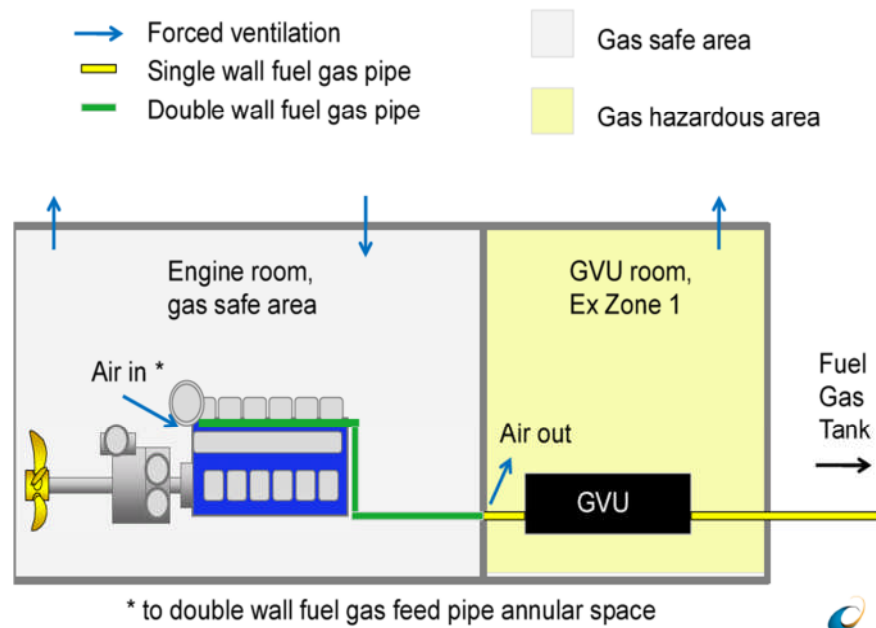 Forced ventilation
Single wall fuel gas pipe
Double wall fuel gas pipe
Gas safe area
Gas hazardous area
Engine room,
gas safe area
GVU room,
Ex Zone 1
Air in *
Air out
GVU
Fuel
Gas
Tank
* to double wall fuel gas feed pipe annular space